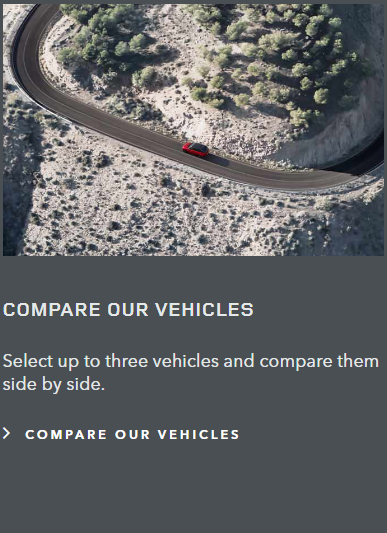 COMPARE OUR VEHICLES
Select up to three vehicles and compare them
side by side.
COMPARE OUR VEHICLES